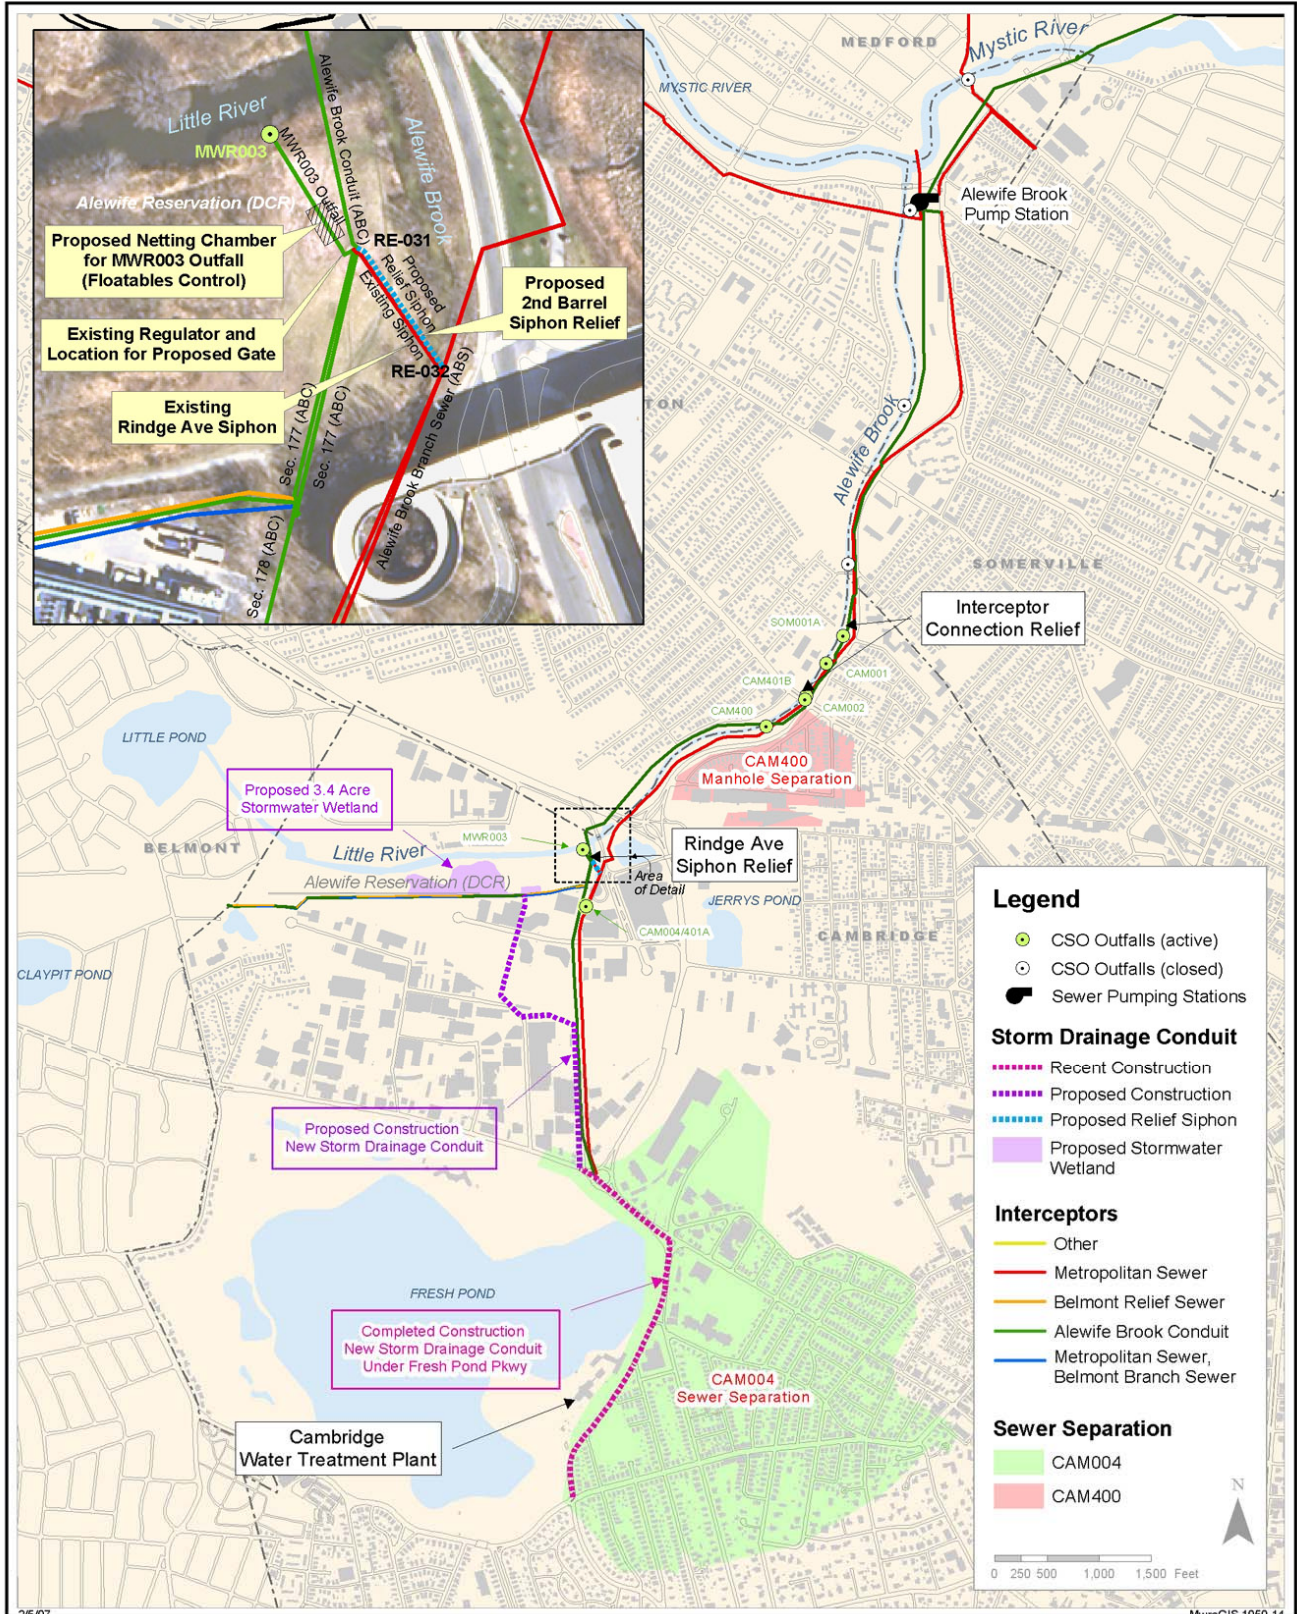 MEDFORD
Mystic River
MYSTIC RIVER
Little River
MWR003
MWR003 Outfall
Alewife Brook Conduit (ABC)
Alewife Brook
Alewife Reservation (DCR)
Proposed Netting Chamber
for MWR003 Outfall
(Floatables Control)
RE-031
Proposed
Relief Siphon
Existing Siphon
Proposed
2nd Barrel
Siphon Relief
Existing Regulator and
Location for Proposed Gate
RE-032
Existing
Rindge Ave Siphon
Sec. 177 (ABC)
Sec. 177 (ABC)
Alewife Brook Branch Sewer (ABS)
Sec. 178 (ABC)
Alewife Brook
Pump Station
TON
Alewife Brook
SOMERVILLE
Interceptor
Connection Relief
SOM001A
CAM001
CAM401B
CAM002
CAM400
CAM400
Manhole Separation
LITTLE POND
Proposed 3.4 Acre
Stormwater Wetland
BELMONT
MWR003
Little River
Alewife Reservation (DCR)
Rindge Ave
Siphon Relief
Area
of Detail
JERRYS POND
CAM004/401A
CAMBRIDGE
CLAYPIT POND
Proposed Construction
New Storm Drainage Conduit
FRESH POND
Completed Construction
New Storm Drainage Conduit
Under Fresh Pond Pkwy
CAM004
Sewer Separation
Cambridge
Water Treatment Plant
Legend
CSO Outfalls (active)
CSO Outfalls (closed)
Sewer Pumping Stations
Storm Drainage Conduit
Recent Construction
Proposed Construction
Proposed Relief Siphon
Proposed Stormwater
Wetland
Interceptors
Other
Metropolitan Sewer
Belmont Relief Sewer
Alewife Brook Conduit
Metropolitan Sewer,
Belmont Branch Sewer
Sewer Separation
CAM004
CAM400
N
0 250 500 1,000 1,500 Feet
2/5/07
MwraGIS 1050-14